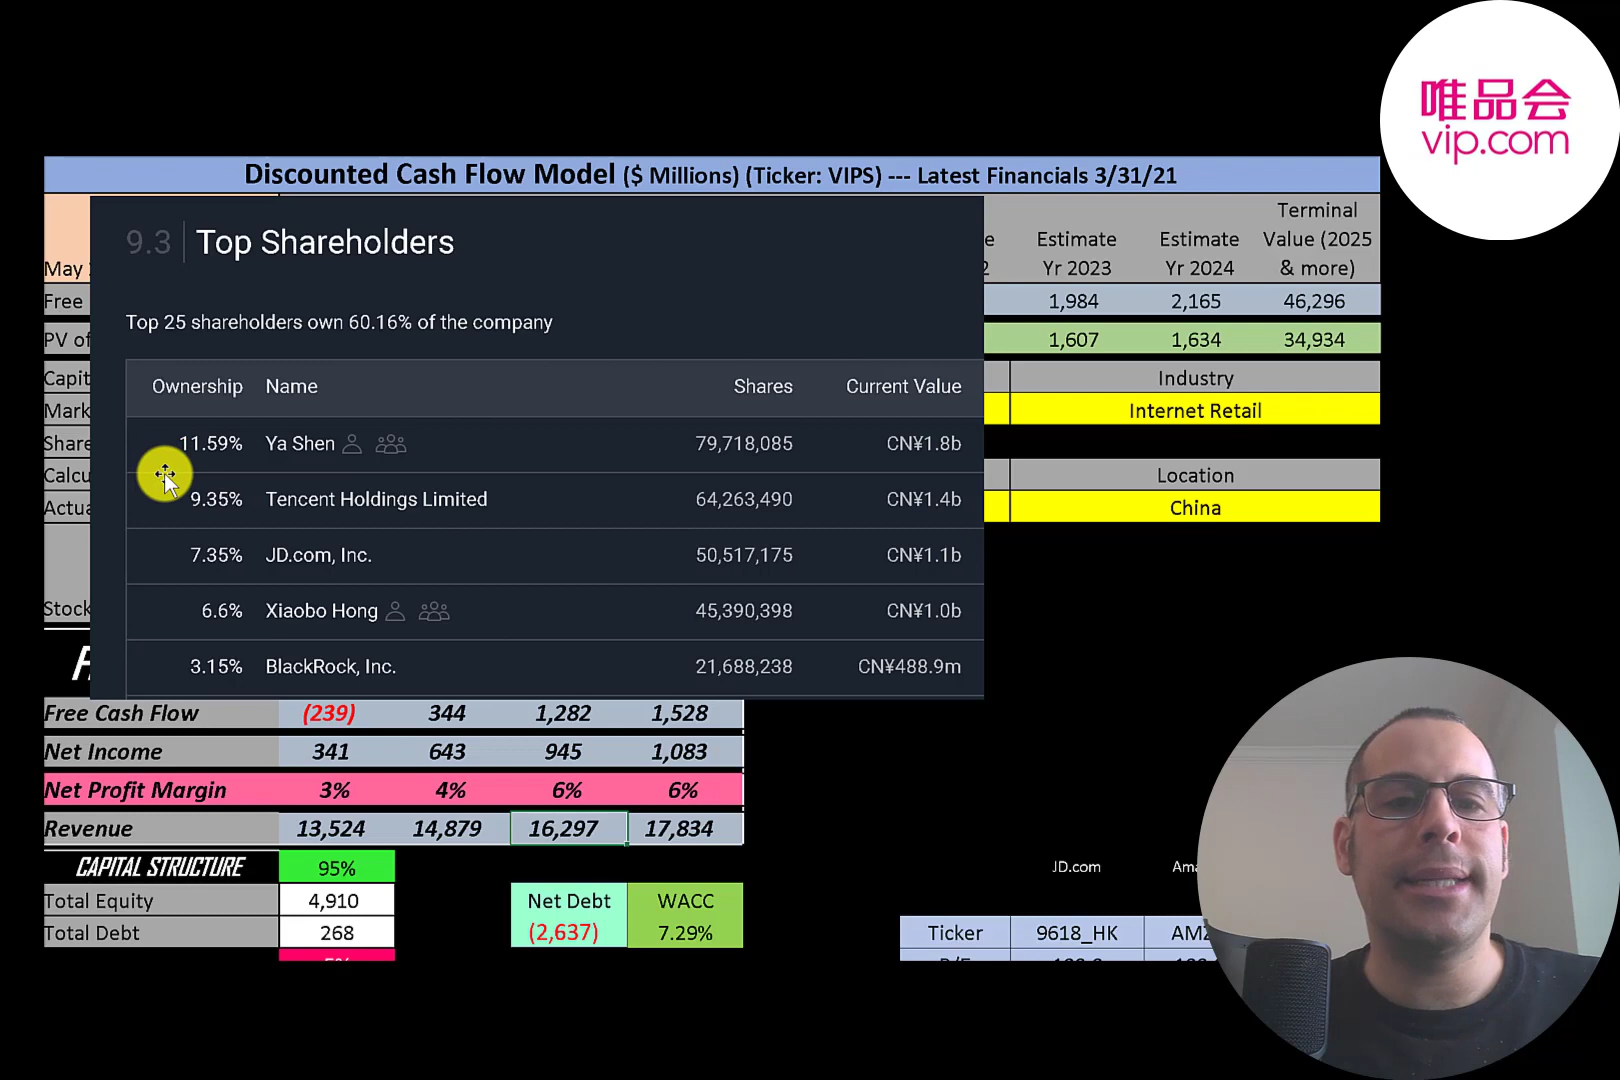 唯品会
vip.com
Discounted Cash Flow Model ($ Millions) (Ticker: VIPS) --- Latest Financials 3/31/21
9.3 Top Shareholders
Top 25 shareholders own 60.16% of the company
Ownership Name Shares Current Value
11.59% Ya Shen 79,718,085 CN¥1.8b
9.35% Tencent Holdings Limited 64,263,490 CN¥1.4b
7.35% JD.com, Inc. 50,517,175 CN¥1.1b
6.6% Xiaobo Hong 45,390,398 CN¥1.0b
3.15% BlackRock, Inc. 21,688,238 CN¥488.9m
May
Free
PV of
Estimate Yr 2023
Estimate Yr 2024
Terminal Value (2025 & more)
1,984 2,165 46,296
1,607 1,634 34,934
Industry
Internet Retail
Location
China
Stock
Free Cash Flow (239) 344 1,282 1,528
Net Income 341 643 945 1,083
Net Profit Margin 3% 4% 6% 6%
Revenue 13,524 14,879 16,297 17,834
CAPITAL STRUCTURE 95%
Total Equity 4,910
Total Debt 268
Net Debt WACC
(2,637) 7.29%
JD.com
Ticker 9618_HK